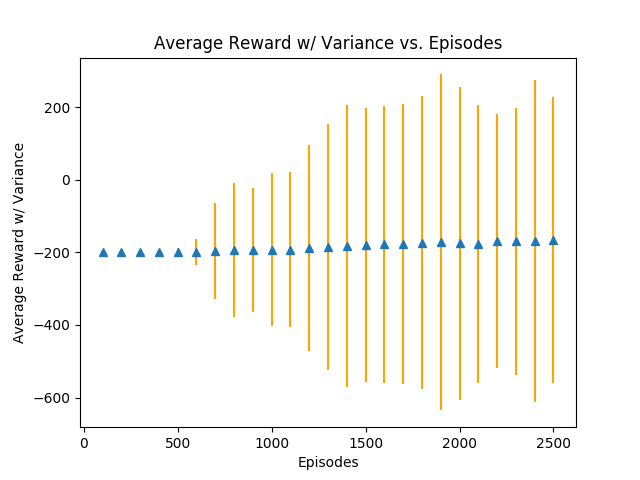 Average Reward w/ Variance vs. Episodes
Average Reward w/ Variance
200
0
−200
−400
−600
0 500 1000 1500 2000 2500
Episodes